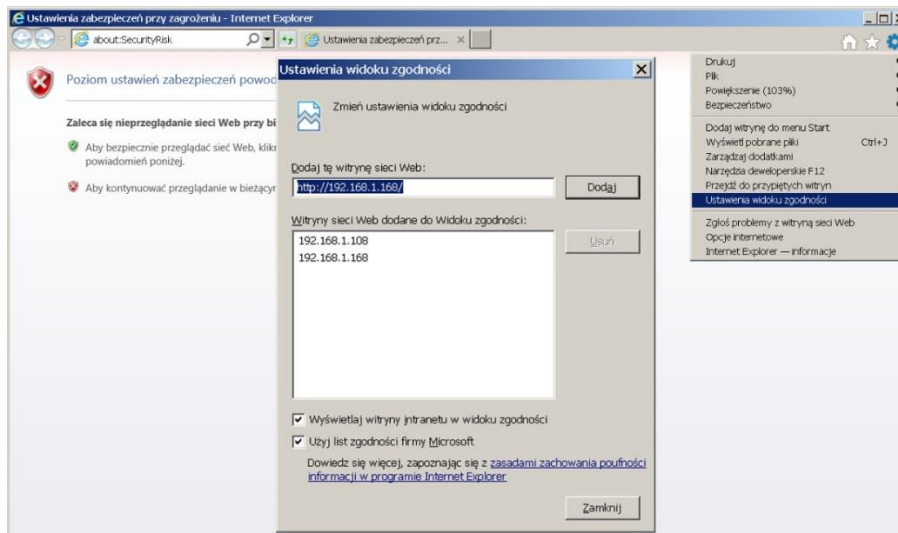 Ustawienia zabezpieczeń przy zagrożeniu - Internet Explorer
about:SecurityRisk
Ustawienia zabezpieczeń prz...
Poziom ustawień zabezpieczeń powod
Zaleca się nieprzeglądanie sieci Web przy bi
Aby bezpiecznie przeglądać sieć Web, klik
powiadomień poniżej.
Aby kontynuować przeglądanie w bieżącyr
Ustawienia widoku zgodności
Zmień ustawienia widoku zgodności
Dodaj tę witrynę sieci Web:
http://192.168.1.168/
Dodaj
Witryny sieci Web dodane do Widoku zgodności:
192.168.1.108
192.168.1.168
Usuń
Wyświetlaj witryny intranetu w widoku zgodności
Użyj list zgodności firmy Microsoft
Dowiedz się więcej, zapoznając się z zasadami zachowania poufności
informacji w programie Internet Explorer
Zamknij
Drukuj
Plik
Powiększenie (103%)
Bezpieczeństwo
Dodaj witrynę do menu Start
Wyświetl pobrane pliki Ctrl+J
Zarządzaj dodatkami
Narzędzia deweloperskie F12
Przejdź do przypiętych witryn
Ustawienia widoku zgodności
Zgłoś problemy z witryną sieci Web
Opcje internetowe
Internet Explorer — informacje